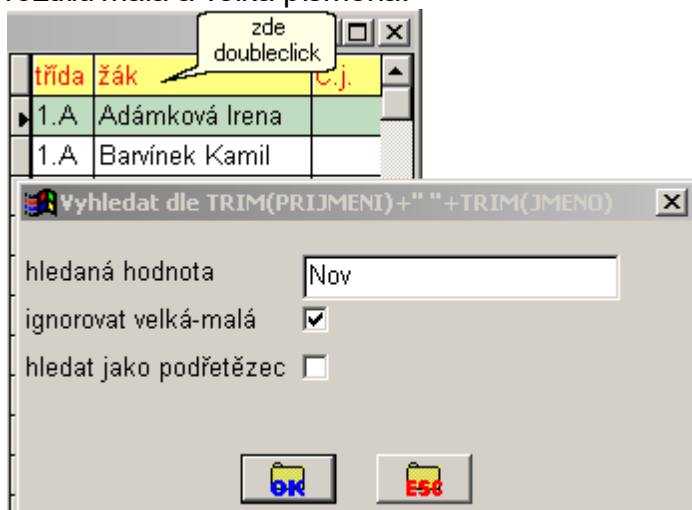 zde
doubleclick
třída žák č.j.
1.A Adámková Irena
1.A Barvínek Kamil
Vyhledat dle TRIM(PRIJMENI)+" "+TRIM(JMENO)
hledaná hodnota Nov
ignorovat velká-malá
hledat jako podřetězec
OK ESC